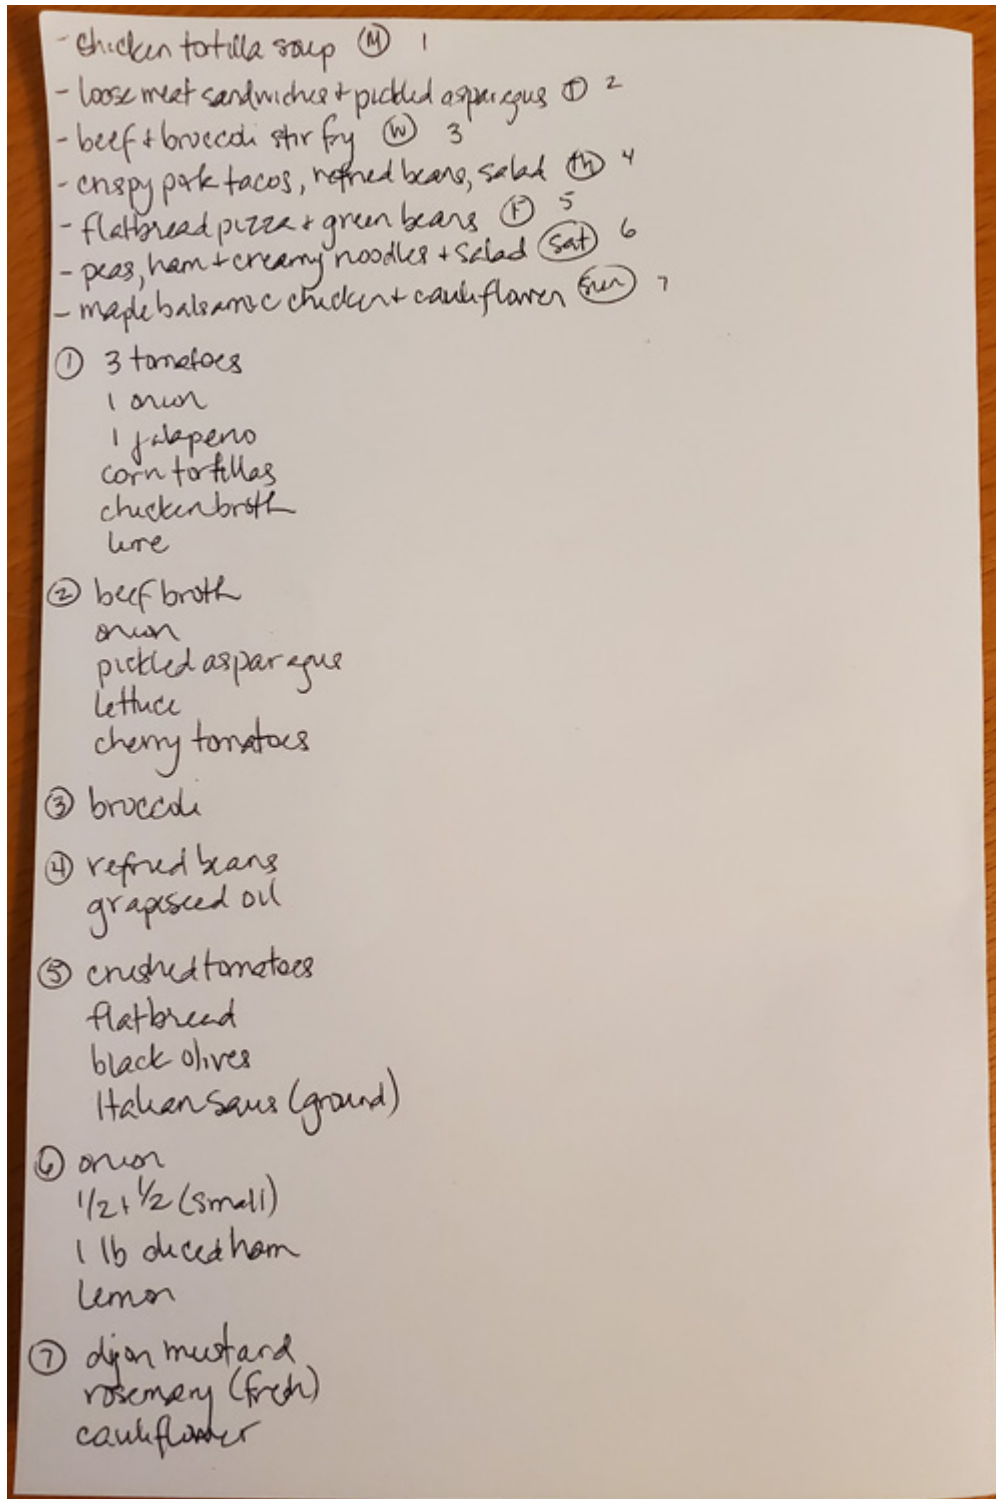 - chicken tortilla soup (M) 1
- loose meat sandwiches + pickled asparagus (T) 2
- beef + broccoli stir fry (W) 3
- crispy pork tacos, refried beans, salad (th) 4
- flatbread pizza + green beans (F) 5
- peas, ham + creamy noodles + salad (Sat) 6
- maple balsamic chicken + cauliflower (Sun) 7
① 3 tomatoes
1 onion
1 jalapeno
corn tortillas
chicken broth
lime
② beef broth
onion
pickled asparagus
lettuce
cherry tomatoes
③ broccoli
④ refried beans
grapeseed oil
⑤ crushed tomatoes
flatbread
black olives
Italian saus (ground)
⑥ onion
1/2 + 1/2 (small)
1 lb diced ham
lemon
⑦ dijon mustard
rosemary (fresh)
cauliflower